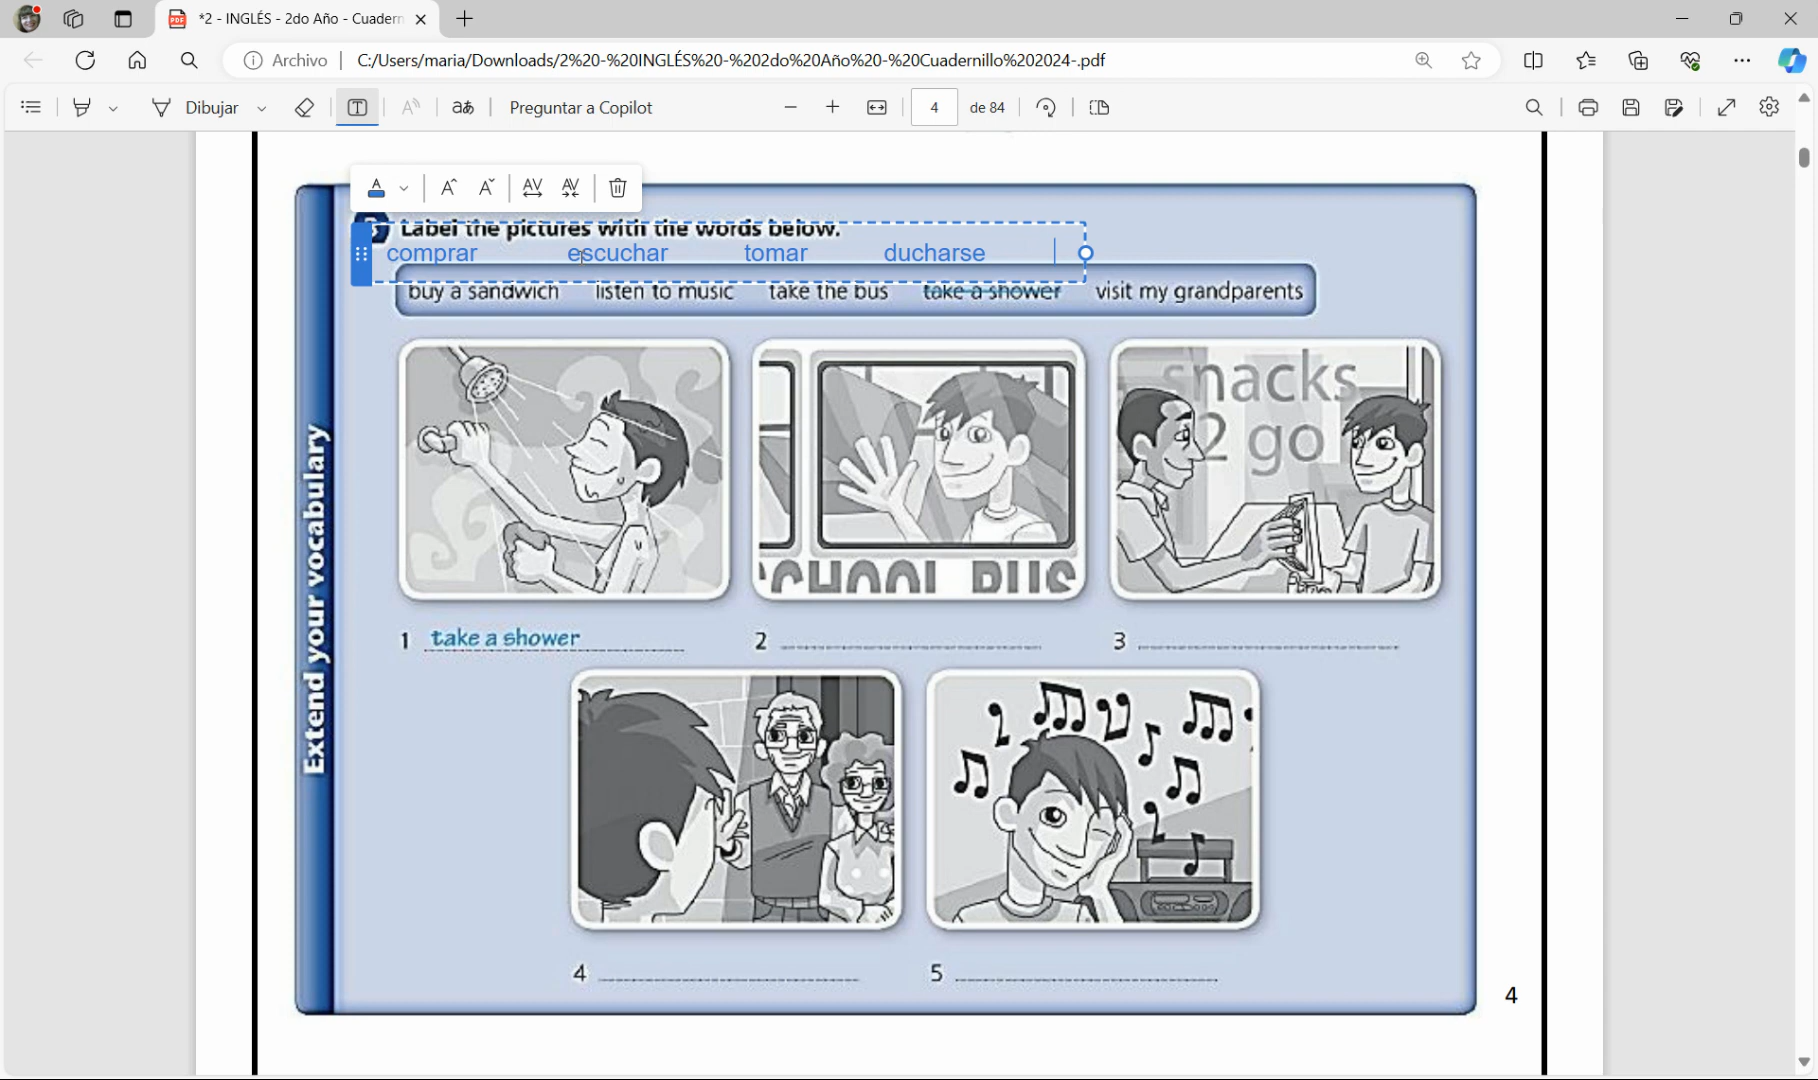 *2 - INGLÉS - 2do Año - Cuadern
Archivo | C:/Users/maria/Downloads/2%20-%20INGLÉS%20-%202do%20Año%20-%20Cuadernillo%202024-.pdf
Dibujar aあ Preguntar a Copilot 4 de 84
Label the pictures with the words below.
comprar escuchar tomar ducharse
buy a sandwich listen to music take the bus take a shower visit my grandparents
snacks
2 go
SCHOOL BUS
1 take a shower 2 3
4 5
Extend your vocabulary
4